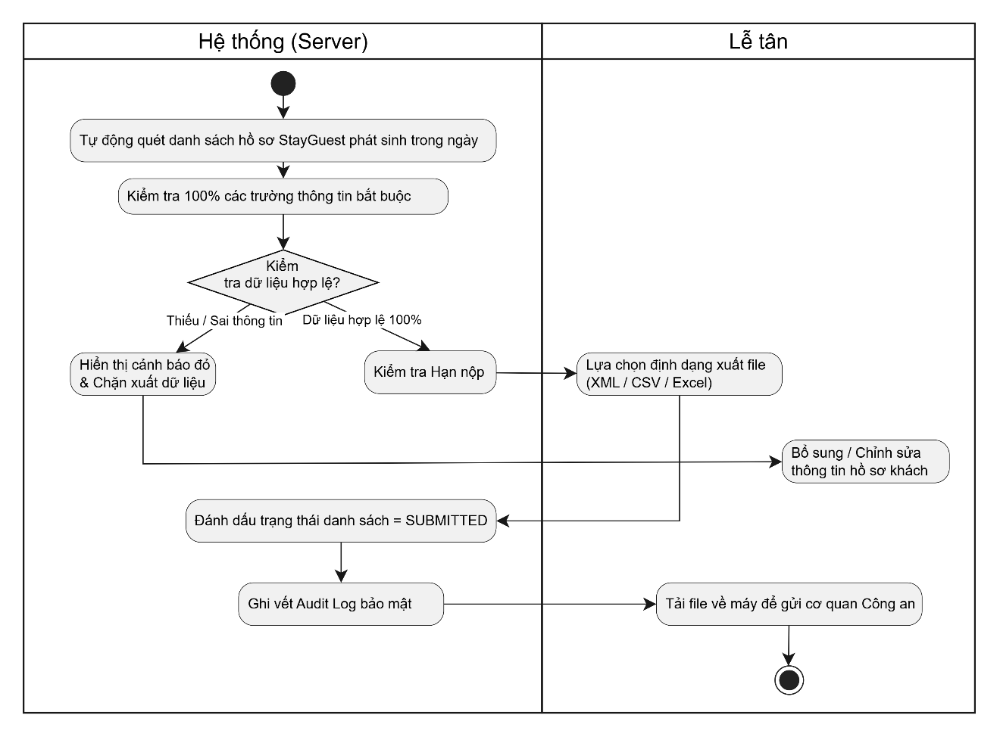 Hệ thống (Server)
Lễ tân
Tự động quét danh sách hồ sơ StayGuest phát sinh trong ngày
Kiểm tra 100% các trường thông tin bắt buộc
Kiểm
tra dữ liệu hợp lệ?
Thiếu / Sai thông tin
Dữ liệu hợp lệ 100%
Hiển thị cảnh báo đỏ
& Chặn xuất dữ liệu
Kiểm tra Hạn nộp
Lựa chọn định dạng xuất file
(XML / CSV / Excel)
Bổ sung / Chỉnh sửa
thông tin hồ sơ khách
Đánh dấu trạng thái danh sách = SUBMITTED
Ghi vết Audit Log bảo mật
Tải file về máy để gửi cơ quan Công an